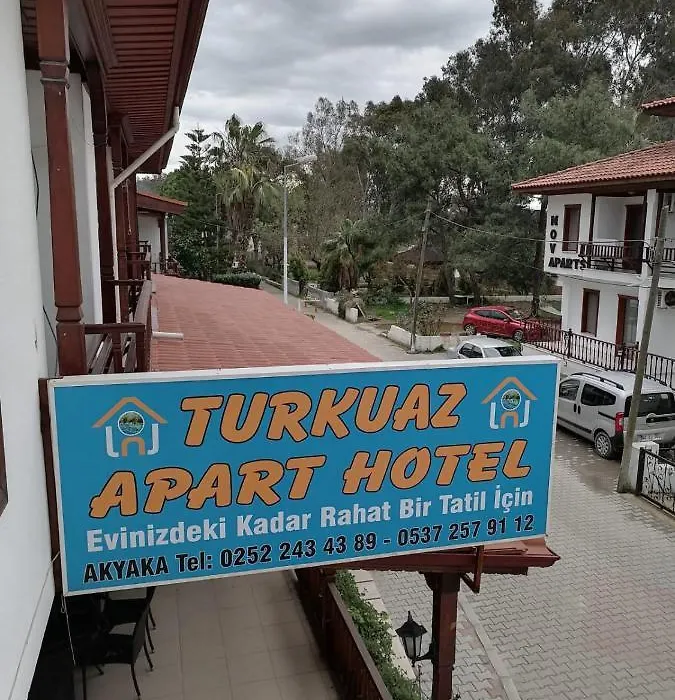 TURKUAZ
APART HOTEL
Evinizdeki Kadar Rahat Bir Tatil İçin
AKYAKA Tel: 0252 243 43 89 - 0537 257 91 12
NOV
APARTS